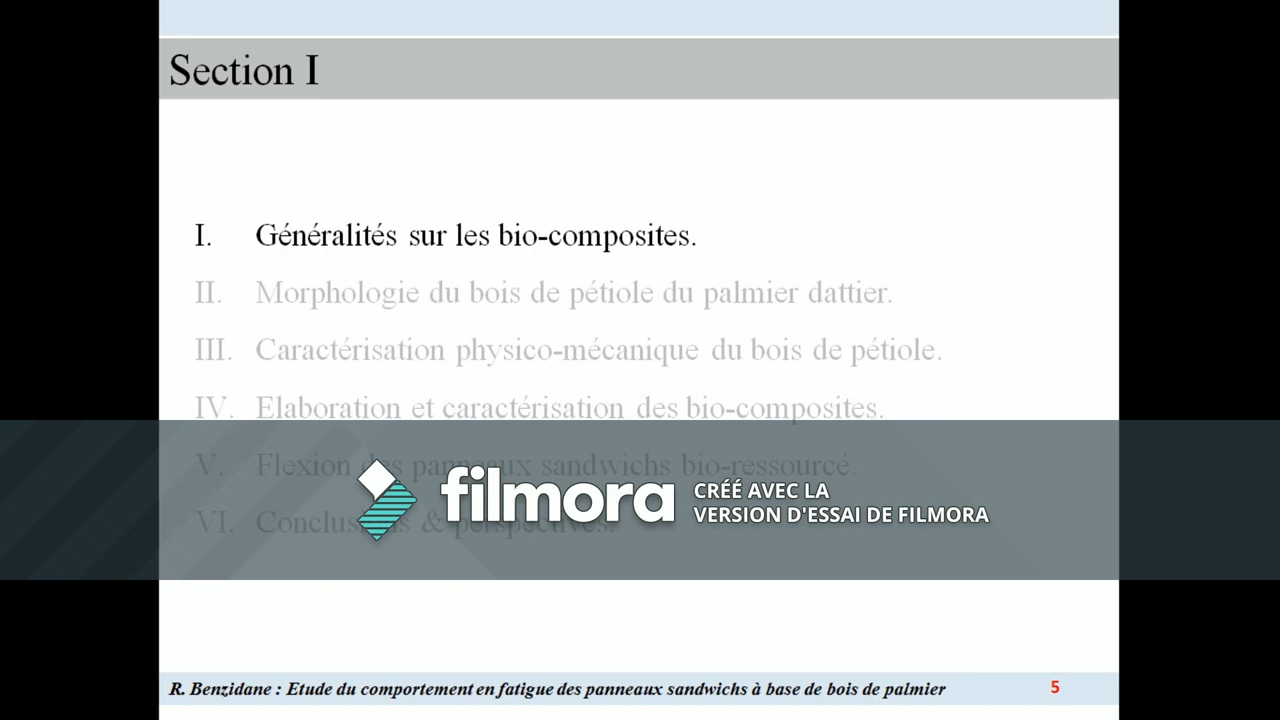 Section I
I. Généralités sur les bio-composites.
II. Morphologie du bois de pétiole du palmier dattier.
III. Caractérisation physico-mécanique du bois de pétiole.
IV. Elaboration et caractérisation des bio-composites.
V. Flexion des panneaux sandwichs bio-ressourcé.
VI. Conclusions & perspectives.
filmora
CRÉÉ AVEC LA
VERSION D'ESSAI DE FILMORA
R. Benzidane : Etude du comportement en fatigue des panneaux sandwichs à base de bois de palmier
5